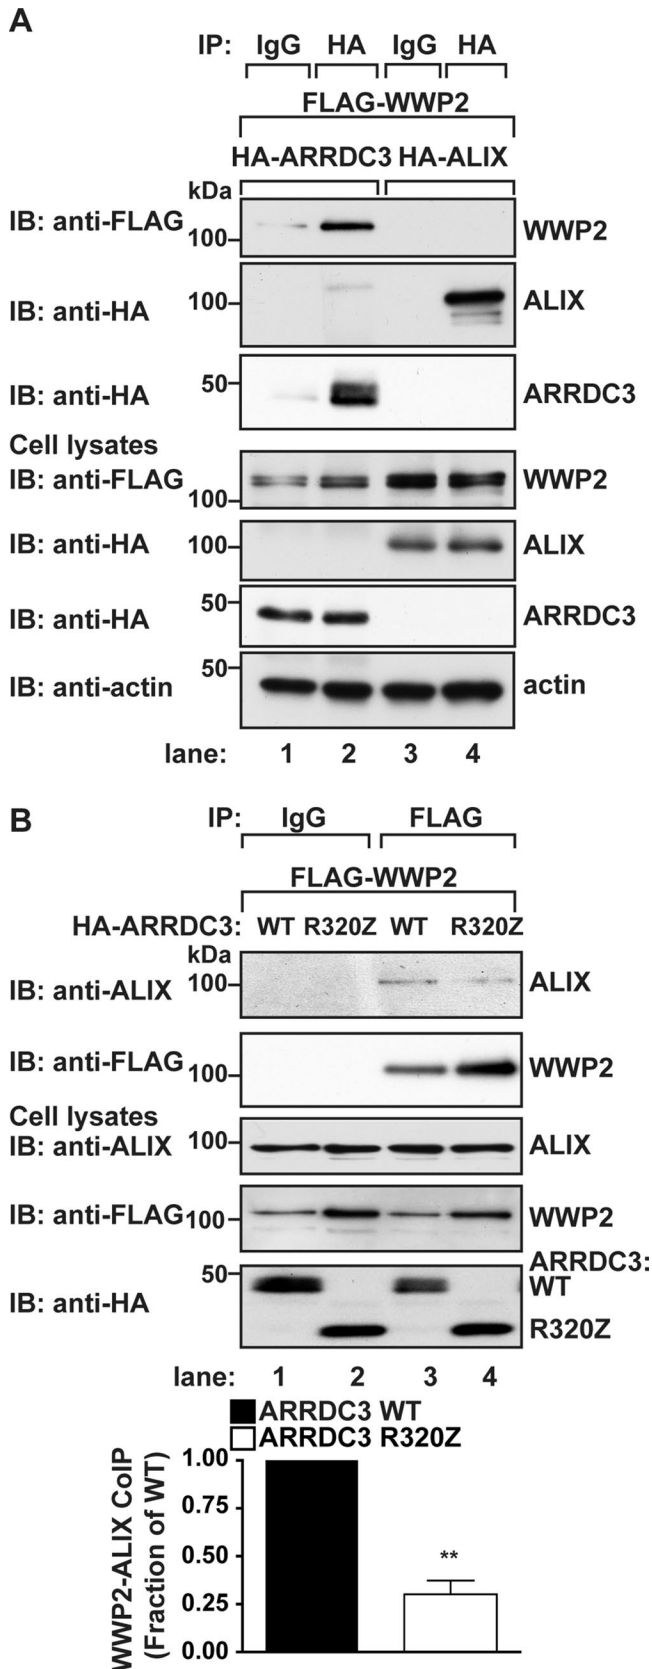 A
IP: IgG HA IgG HA
FLAG-WWP2
HA-ARRDC3 HA-ALIX
kDa
IB: anti-FLAG 100 WWP2
IB: anti-HA 100 ALIX
IB: anti-HA 50 ARRDC3
Cell lysates
IB: anti-FLAG 100 WWP2
IB: anti-HA 100 ALIX
IB: anti-HA 50 ARRDC3
IB: anti-actin 50 actin
lane: 1 2 3 4
B
IP: IgG FLAG
FLAG-WWP2
HA-ARRDC3: WT R320Z WT R320Z
kDa
IB: anti-ALIX 100 ALIX
IB: anti-FLAG 100 WWP2
Cell lysates
IB: anti-ALIX 100 ALIX
IB: anti-FLAG 100 WWP2
ARRDC3:
50 WT
IB: anti-HA
R320Z
lane: 1 2 3 4
ARRDC3 WT
ARRDC3 R320Z
WWP2-ALIX CoIP
(Fraction of WT)
1.00
0.75
0.50
**
0.25
0.00